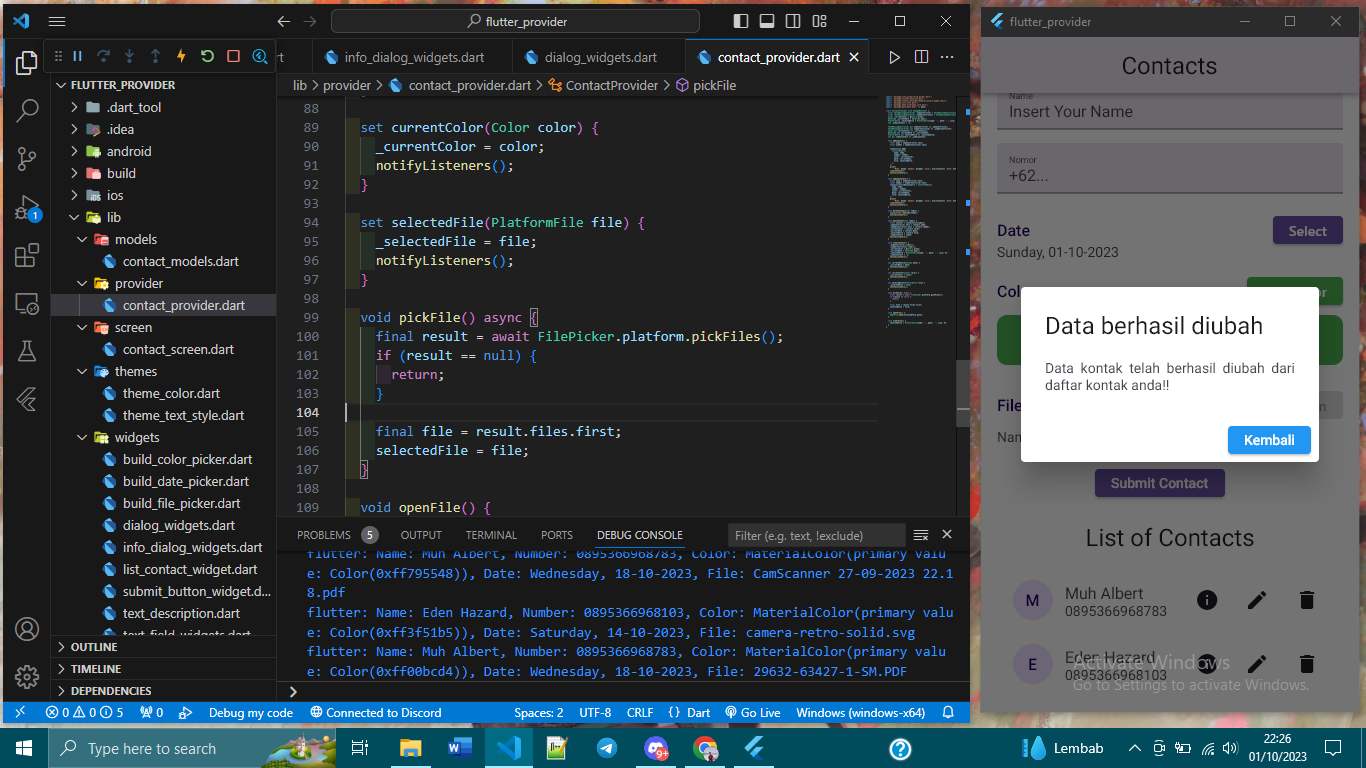 flutter_provider
info_dialog_widgets.dart
dialog_widgets.dart
contact_provider.dart
lib > provider > contact_provider.dart > ContactProvider > pickFile
FLUTTER_PROVIDER
.dart_tool
.idea
android
build
ios
lib
models
contact_models.dart
provider
contact_provider.dart
screen
contact_screen.dart
themes
theme_color.dart
theme_text_style.dart
widgets
build_color_picker.dart
build_date_picker.dart
build_file_picker.dart
dialog_widgets.dart
info_dialog_widgets.dart
list_contact_widget.dart
submit_button_widget.d...
text_description.dart
text_field_widgets.dart
OUTLINE
TIMELINE
DEPENDENCIES
1
88
89 set currentColor(Color color) {
90 _currentColor = color;
91 notifyListeners();
92 }
93
94 set selectedFile(PlatformFile file) {
95 _selectedFile = file;
96 notifyListeners();
97 }
98
99 void pickFile() async {
100 final result = await FilePicker.platform.pickFiles();
101 if (result == null) {
102 return;
103 }
104
105 final file = result.files.first;
106 selectedFile = file;
107 }
108
109 void openFile() {
PROBLEMS 5 OUTPUT TERMINAL PORTS DEBUG CONSOLE Filter (e.g. text, !exclude)
flutter: Name: Muh Albert, Number: 0895366968783, Color: MaterialColor(primary valu
e: Color(0xff795548)), Date: Wednesday, 18-10-2023, File: CamScanner 27-09-2023 22.1
8.pdf
flutter: Name: Eden Hazard, Number: 0895366968103, Color: MaterialColor(primary valu
e: Color(0xff3f51b5)), Date: Saturday, 14-10-2023, File: camera-retro-solid.svg
flutter: Name: Muh Albert, Number: 0895366968783, Color: MaterialColor(primary valu
e: Color(0xff00bcd4)), Date: Wednesday, 18-10-2023, File: 29632-63427-1-SM.PDF
0 0 5 0 Debug my code Connected to Discord Spaces: 2 UTF-8 CRLF {} Dart Go Live Windows (windows-x64)
flutter_provider
Contacts
Name
Insert Your Name
Nomor
+62...
Date
Select
Sunday, 01-10-2023
Data berhasil diubah
Data kontak telah berhasil diubah dari
daftar kontak anda!!
Kembali
Submit Contact
List of Contacts
M
Muh Albert
0895366968783
E
Eden Hazard
0895366968103
Activate Windows
Go to Settings to activate Windows.
Type here to search
9+
Lembab
22:26
01/10/2023